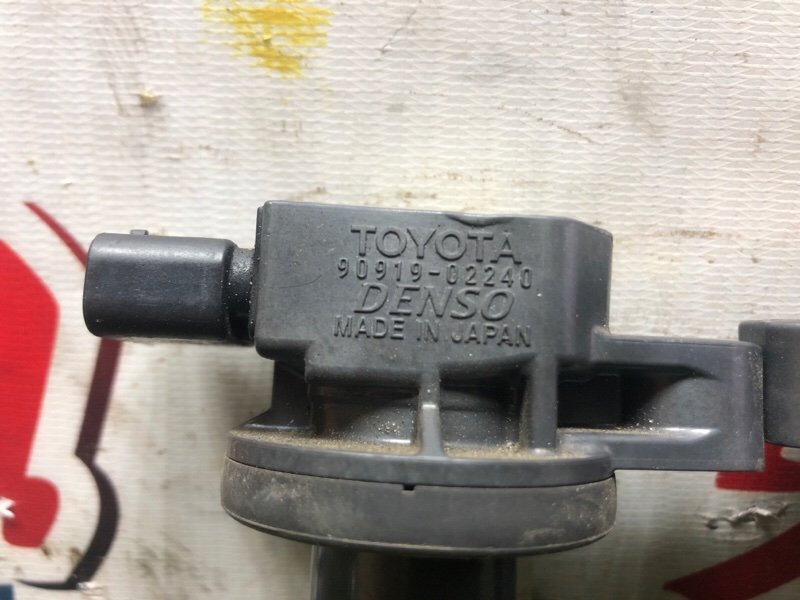 TOYOTA
90919-02240
DENSO
MADE IN JAPAN